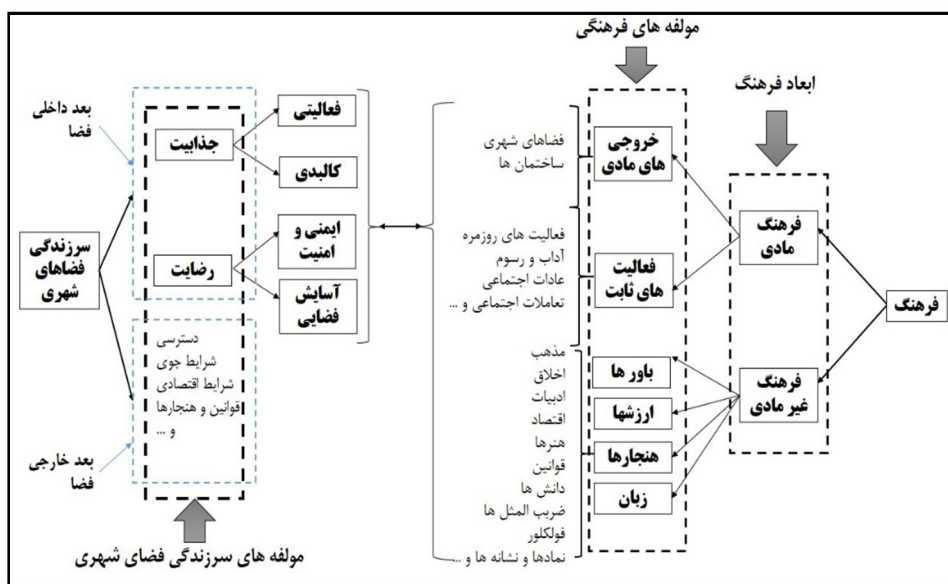 مولفه های فرهنگی
ابعاد فرهنگ
فرهنگ
فرهنگ
مادی
فرهنگ
غیر مادی
خروجی
های مادی
فعالیت
های ثابت
باور ها
ارزشها
هنجارها
زبان
فضاهای شهری
ساختمان ها
فعالیت های روزمره
آداب و رسوم
عادات اجتماعی
تعاملات اجتماعی و ...
مذهب
اخلاق
ادبیات
اقتصاد
هنرها
قوانین
دانش ها
ضرب المثل ها
فولکلور
نمادها و نشانه ها و ...
فعالیتی
کالبدی
ایمنی و
امنیت
آسایش
فضایی
جذابیت
رضایت
دسترسی
شرایط جوی
شرایط اقتصادی
قوانین و هنجارها
و ...
بعد داخلی
فضا
سرزندگی
فضاهای
شهری
بعد خارجی
فضا
مولفه های سرزندگی فضای شهری